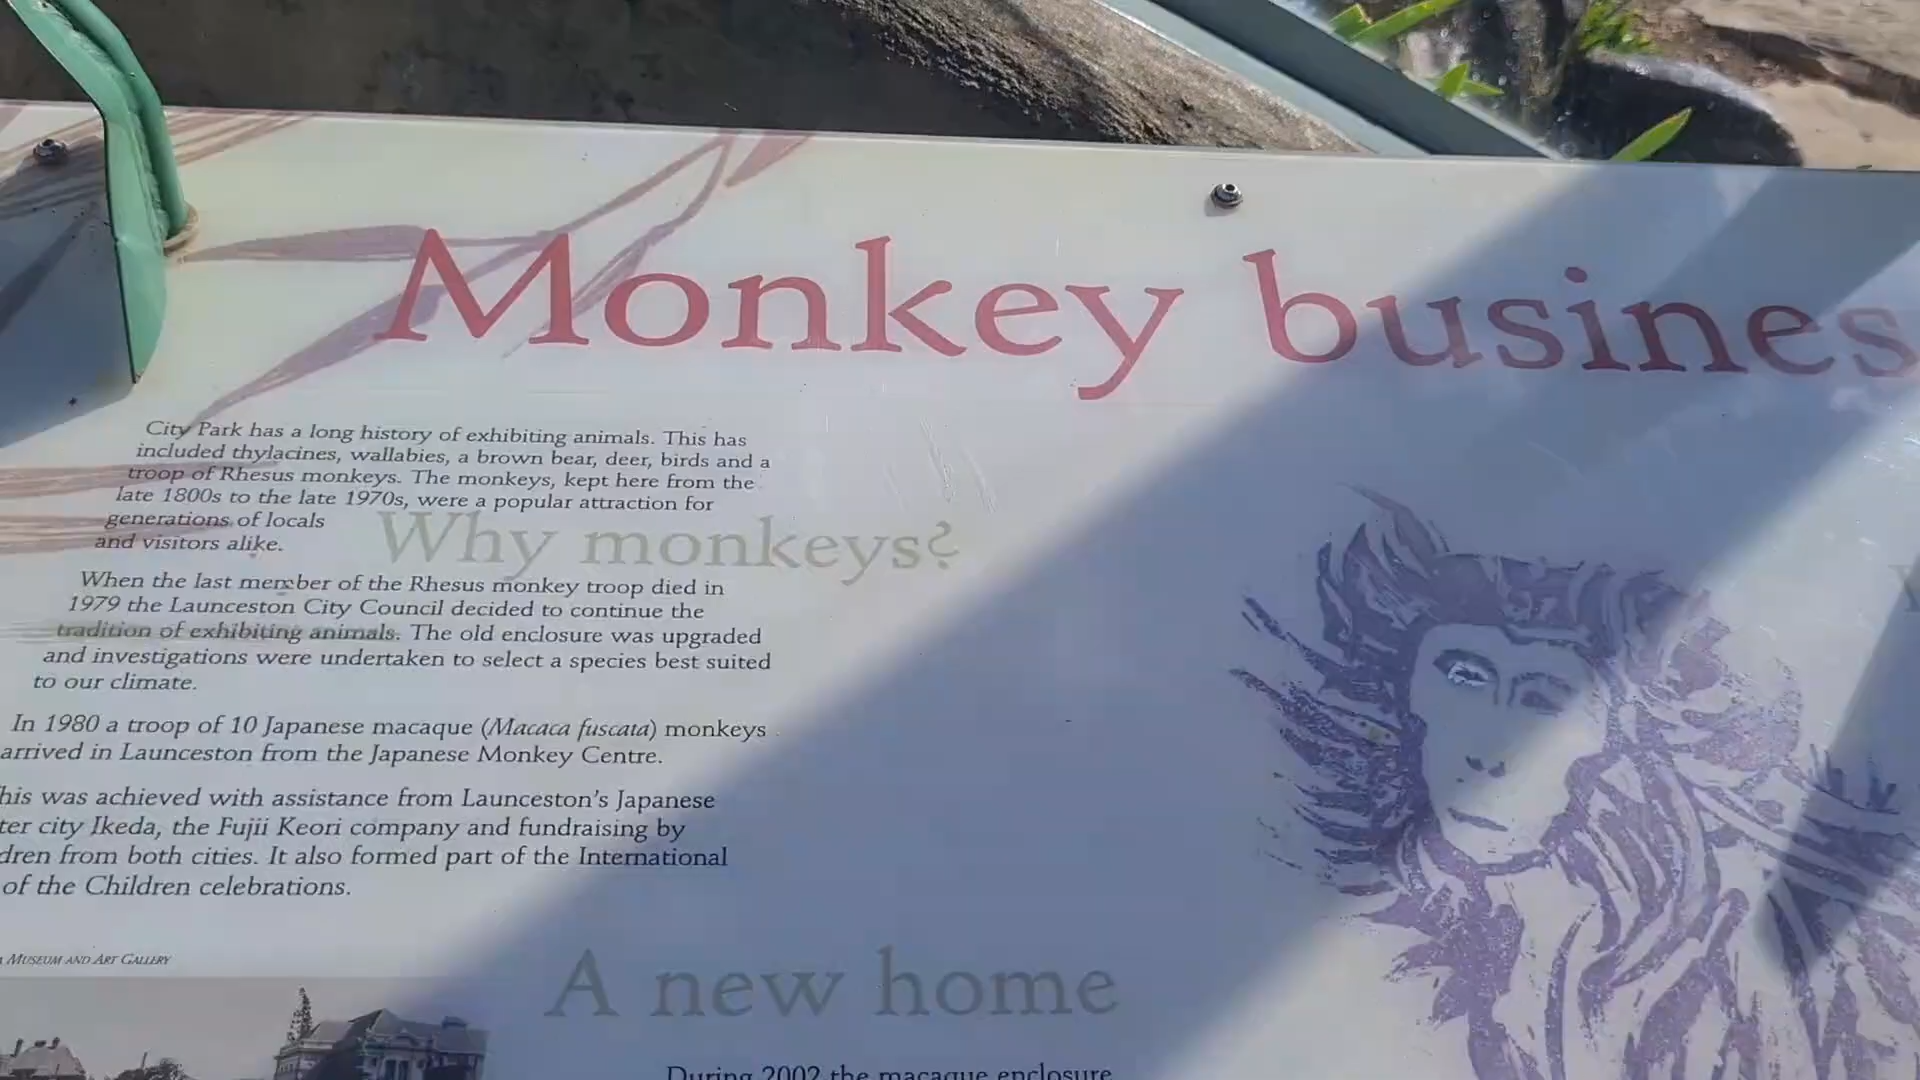 Monkey busines
City Park has a long history of exhibiting animals. This has
included thylacines, wallabies, a brown bear, deer, birds and a
troop of Rhesus monkeys. The monkeys, kept here from the
late 1800s to the late 1970s, were a popular attraction for
generations of locals
and visitors alike.
Why monkeys?
When the last member of the Rhesus monkey troop died in
1979 the Launceston City Council decided to continue the
tradition of exhibiting animals. The old enclosure was upgraded
and investigations were undertaken to select a species best suited
to our climate.
In 1980 a troop of 10 Japanese macaque (Macaca fuscata) monkeys
arrived in Launceston from the Japanese Monkey Centre.
his was achieved with assistance from Launceston's Japanese
ter city Ikeda, the Fujii Keori company and fundraising by
dren from both cities. It also formed part of the International
of the Children celebrations.
MUSEUM AND ART GALLERY
A new home
During 2002 the macaque enclosure